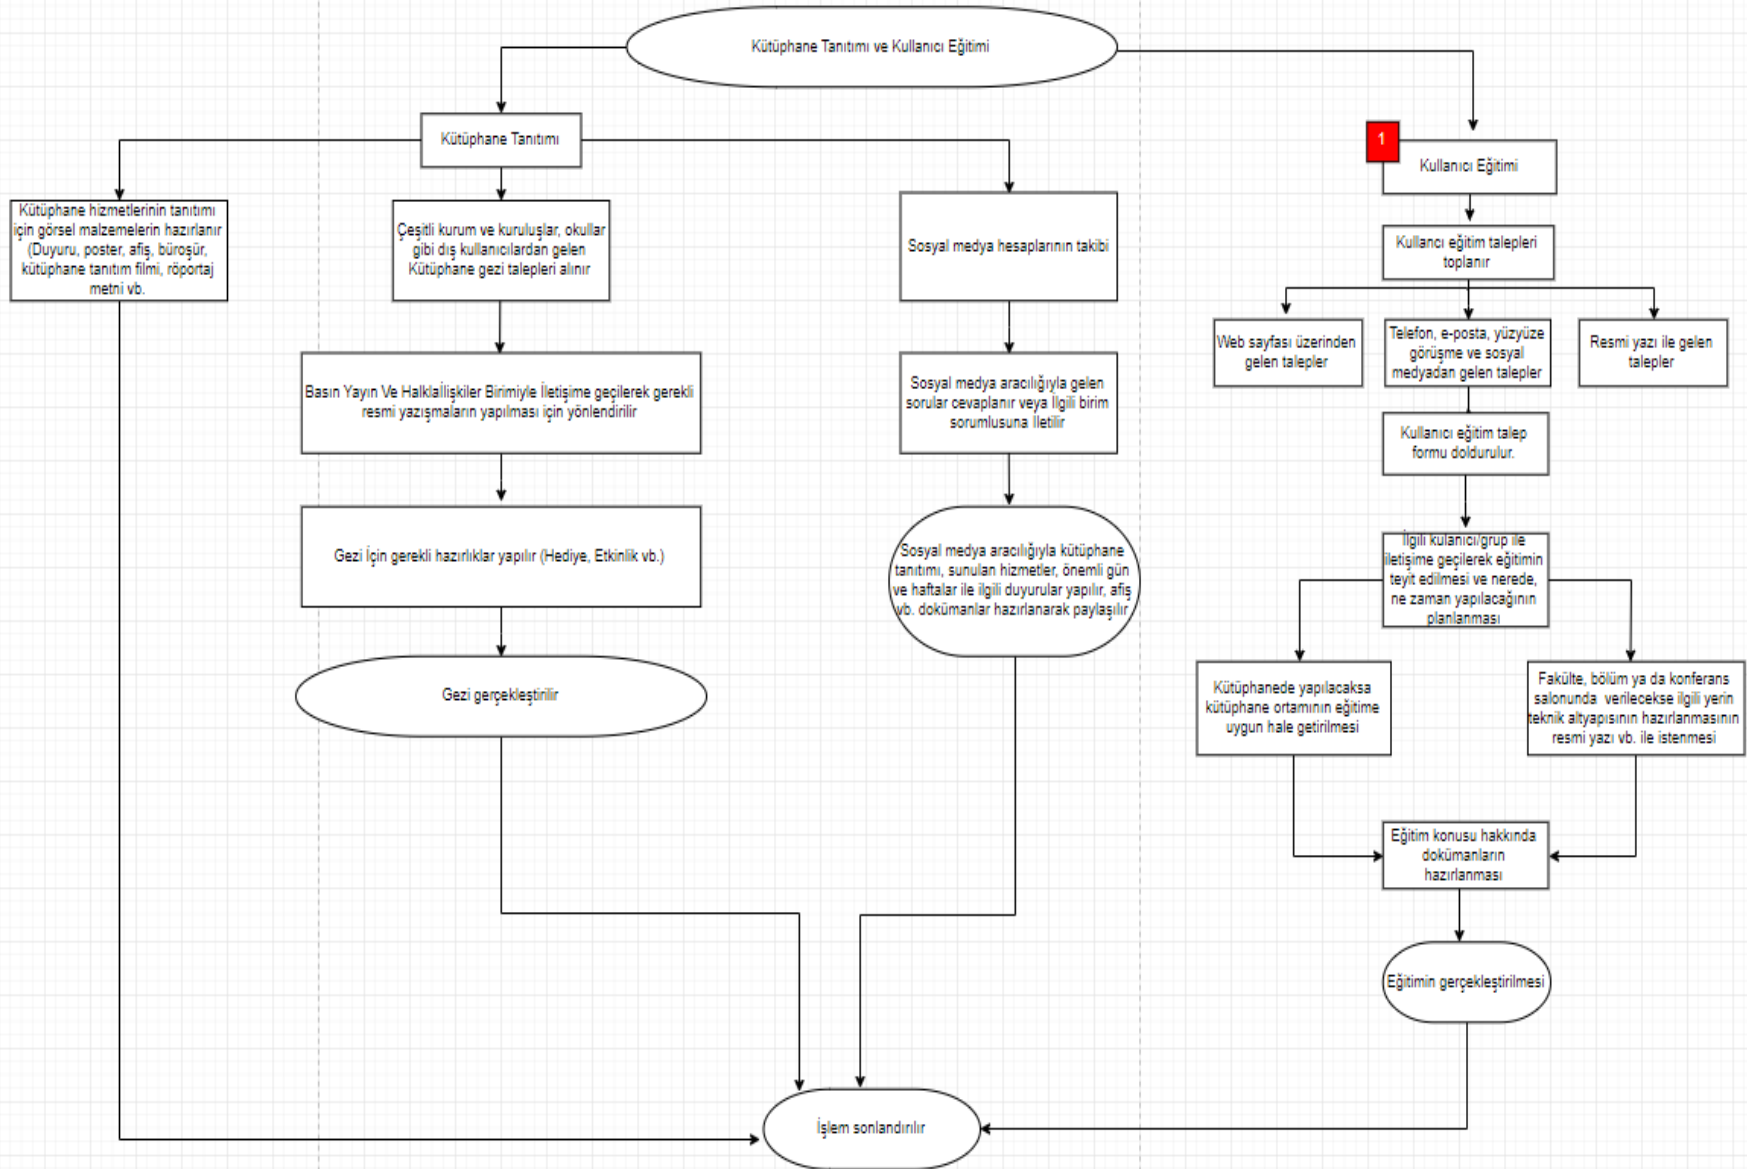 Kütüphane Tanıtımı ve Kullanıcı Eğitimi
Kütüphane Tanıtımı
1
Kullanıcı Eğitimi
Kütüphane hizmetlerinin tanıtımı
için görsel malzemelerin hazırlanır
(Duyuru, poster, afiş, büroşür,
kütüphane tanıtım filmi, röportaj
metni vb.
Çeşitli kurum ve kuruluşlar, okullar
gibi dış kullanıcılardan gelen
Kütüphane gezi talepleri alınır
Sosyal medya hesaplarının takibi
Kullancı eğitim talepleri
toplanır
Web sayfası üzerinden
gelen talepler
Telefon, e-posta, yüzyüze
görüşme ve sosyal
medyadan gelen talepler
Resmi yazı ile gelen
talepler
Basın Yayın Ve Halklaİlişkiler Birimiyle İletişime geçilerek gerekli
resmi yazışmaların yapılması için yönlendirilir
Sosyal medya aracılığıyla gelen
sorular cevaplanır veya İlgili birim
sorumlusuna İletilir
Kullanıcı eğitim talep
formu doldurulur.
Gezi İçin gerekli hazırlıklar yapılır (Hediye, Etkinlik vb.)
Sosyal medya aracılığıyla kütüphane
tanıtımı, sunulan hizmetler, önemli gün
ve haftalar ile ilgili duyurular yapılır, afiş
vb. dokümanlar hazırlanarak paylaşılır
İlgili kulanıcı/grup ile
iletişime geçilerek eğitimin
teyit edilmesi ve nerede,
ne zaman yapılacağının
planlanması
Gezi gerçekleştirilir
Kütüphanede yapılacaksa
kütüphane ortamının eğitime
uygun hale getirilmesi
Fakülte, bölüm ya da konferans
salonunda verilecekse ilgili yerin
teknik altyapısının hazırlanmasının
resmi yazı vb. ile istenmesi
Eğitim konusu hakkında
dokümanların
hazırlanması
Eğitimin gerçekleştirilmesi
İşlem sonlandırılır